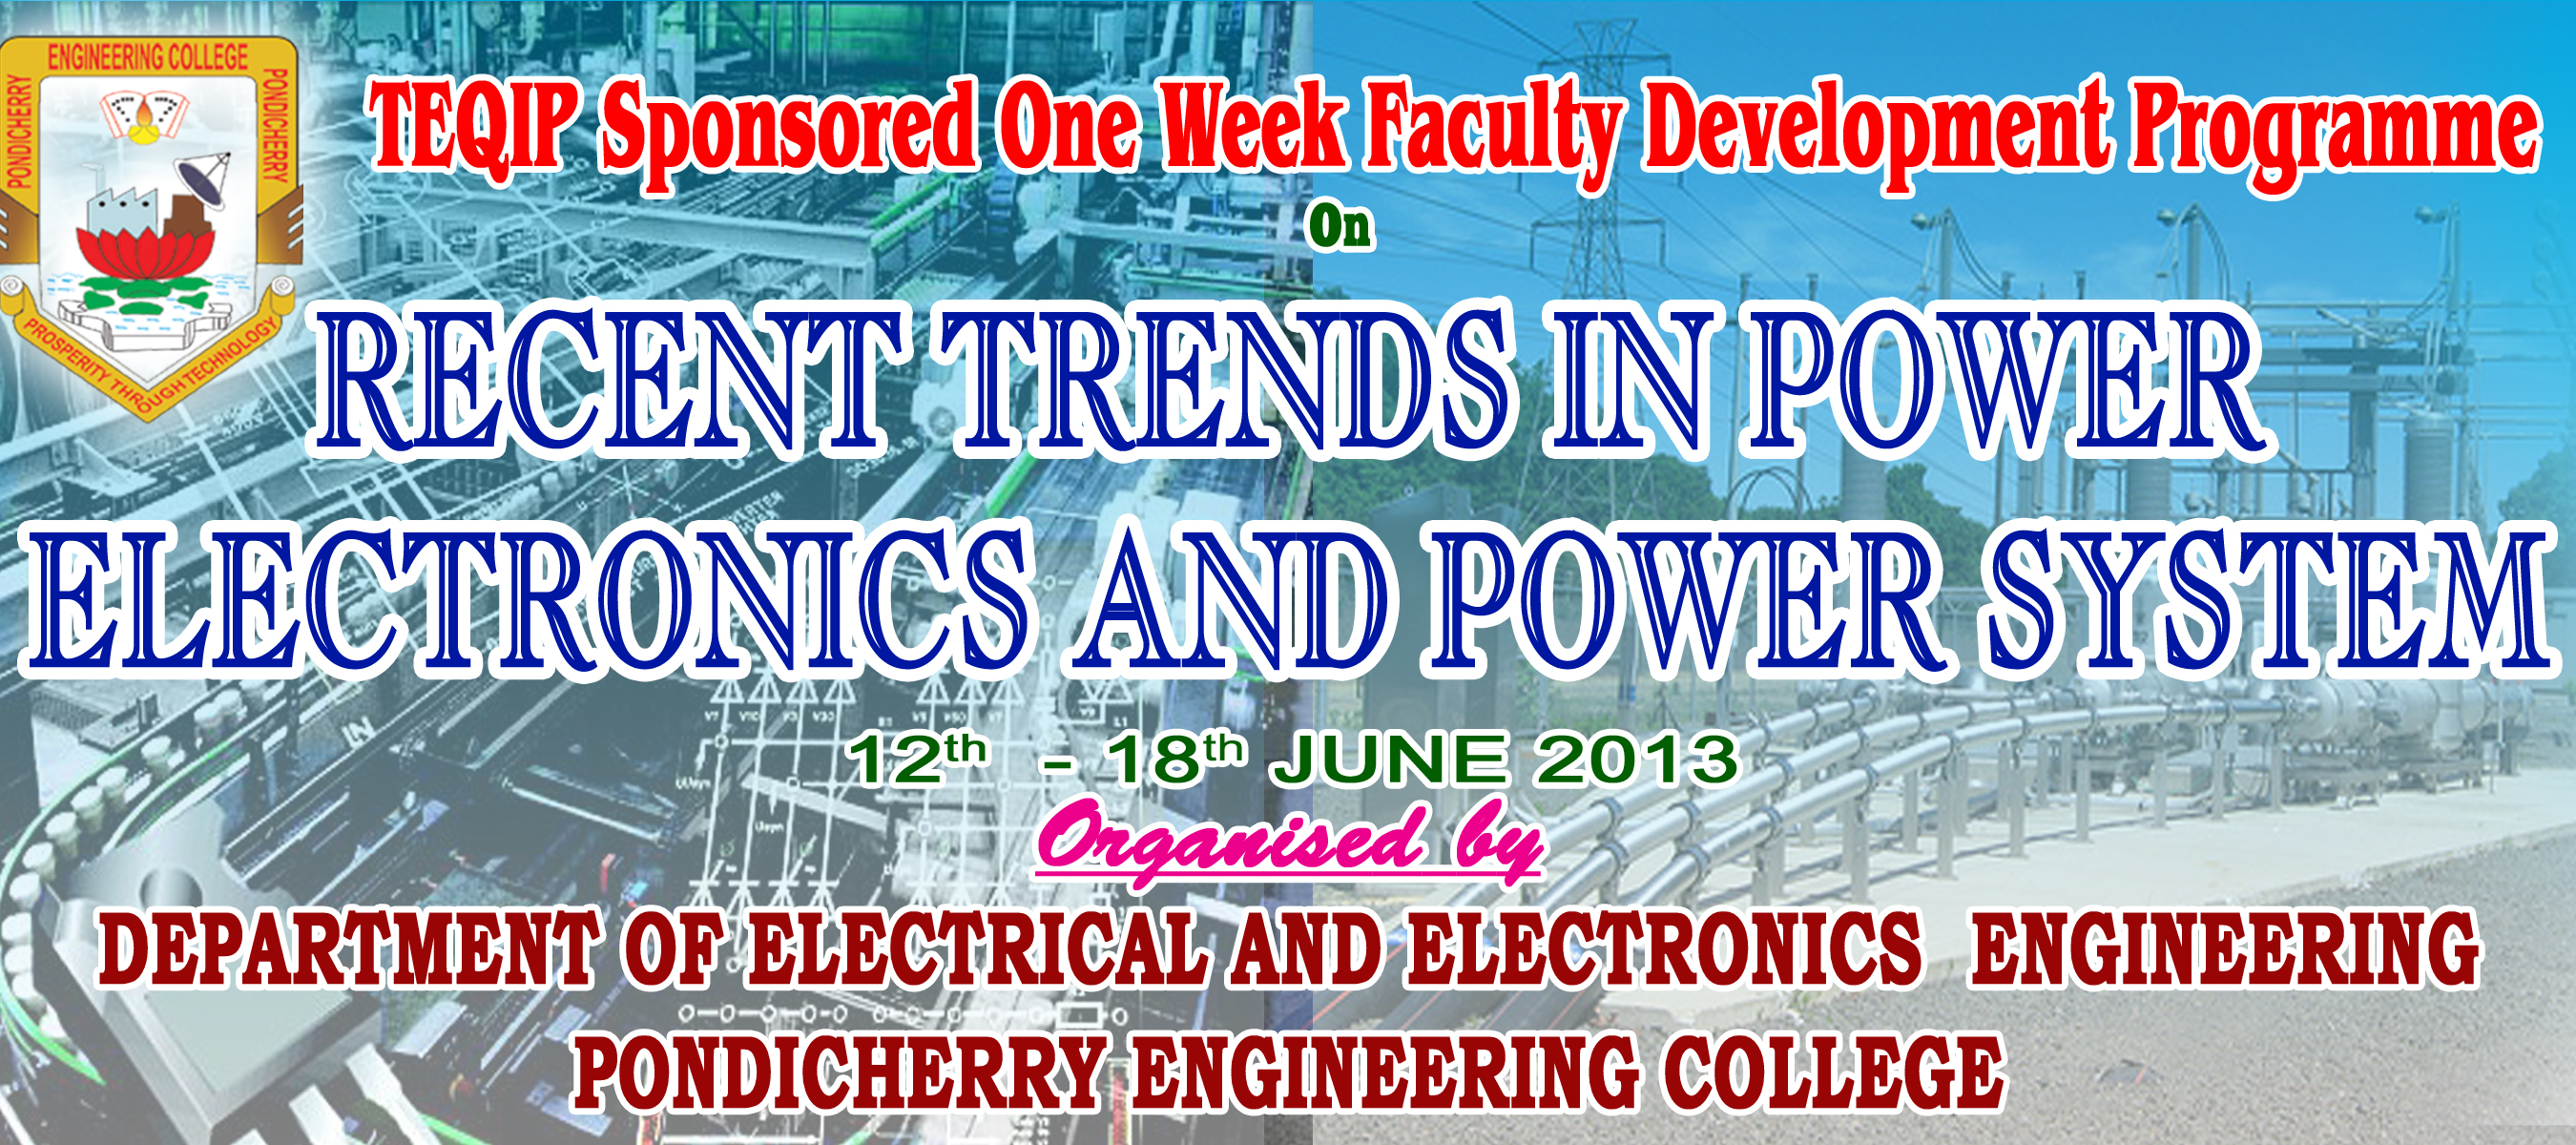 ENGINEERING COLLEGE
PONDICHERRY
PONDICHERRY
PROSPERITY THROUGH TECHNOLOGY
TEQIP Sponsored One Week Faculty Development Programme
On
RECENT TRENDS IN POWER
ELECTRONICS AND POWER SYSTEM
12th - 18th JUNE 2013
Organised by
DEPARTMENT OF ELECTRICAL AND ELECTRONICS ENGINEERING
PONDICHERRY ENGINEERING COLLEGE
IN